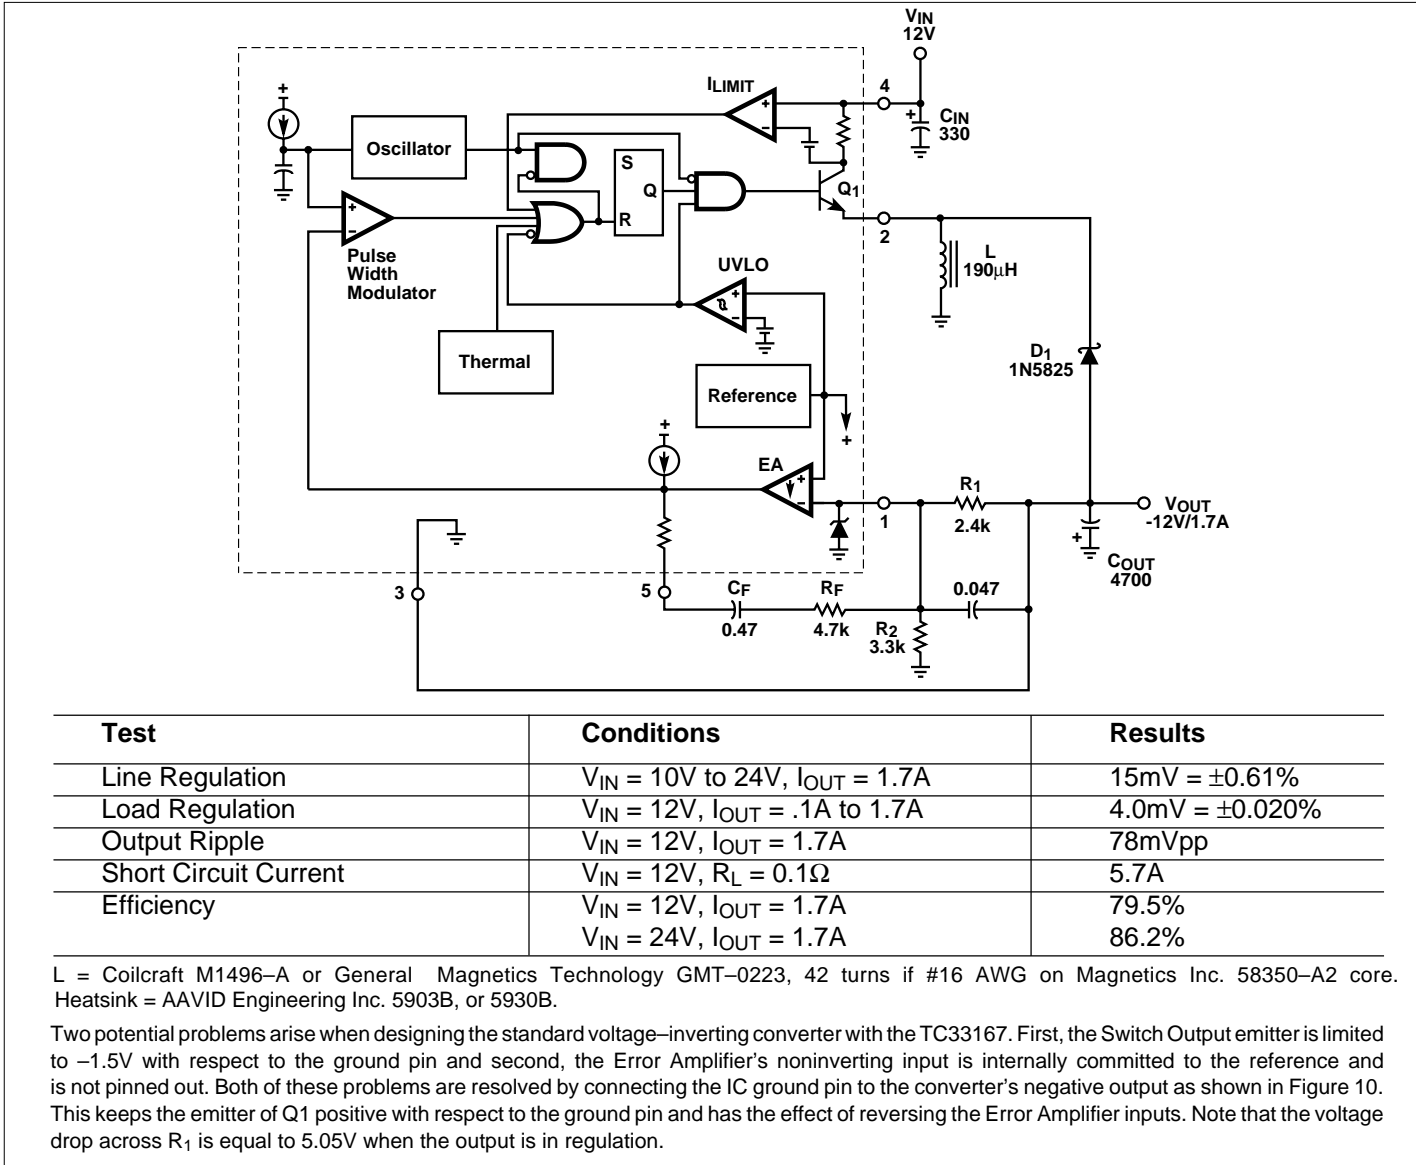 VIN
12V
ILIMIT
4
+
+
–
+
CIN
330
Oscillator
S
Q
R
Q1
2
+
–
Pulse
Width
Modulator
L
190µH
UVLO
+
–
Thermal
D1
1N5825
Reference
+
+
EA
+
–
1
R1
2.4k
VOUT
-12V/1.7A
+
COUT
4700
3
5
CF
0.47
RF
4.7k
R2
3.3k
0.047
Test Conditions Results
Line Regulation VIN = 10V to 24V, IOUT = 1.7A 15mV = ±0.61%
Load Regulation VIN = 12V, IOUT = .1A to 1.7A 4.0mV = ±0.020%
Output Ripple VIN = 12V, IOUT = 1.7A 78mVpp
Short Circuit Current VIN = 12V, RL = 0.1Ω 5.7A
Efficiency VIN = 12V, IOUT = 1.7A 79.5%
VIN = 24V, IOUT = 1.7A 86.2%
L = Coilcraft M1496–A or General Magnetics Technology GMT–0223, 42 turns if #16 AWG on Magnetics Inc. 58350–A2 core.
Heatsink = AAVID Engineering Inc. 5903B, or 5930B.
Two potential problems arise when designing the standard voltage–inverting converter with the TC33167. First, the Switch Output emitter is limited
to –1.5V with respect to the ground pin and second, the Error Amplifier's noninverting input is internally committed to the reference and
is not pinned out. Both of these problems are resolved by connecting the IC ground pin to the converter's negative output as shown in Figure 10.
This keeps the emitter of Q1 positive with respect to the ground pin and has the effect of reversing the Error Amplifier inputs. Note that the voltage
drop across R1 is equal to 5.05V when the output is in regulation.